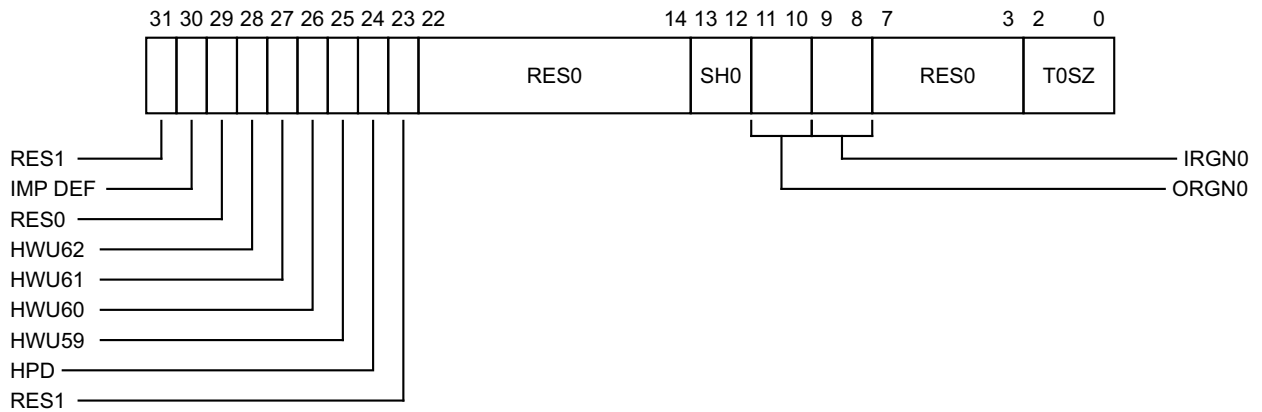 31 30 29 28 27 26 25 24 23 22 14 13 12 11 10 9 8 7 3 2 0
RES0 SH0 RES0 T0SZ
RES1 IRGN0
IMP DEF ORGN0
RES0
HWU62
HWU61
HWU60
HWU59
HPD
RES1